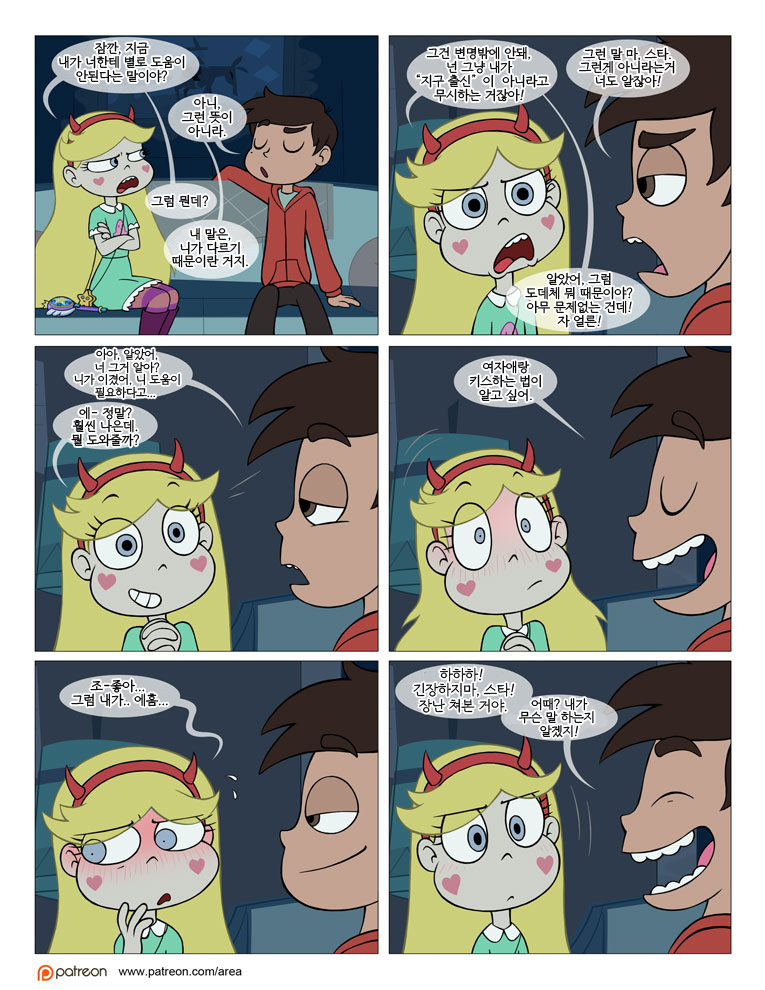 잠깐, 지금
내가 너한테 별로 도움이
안된다는 말이야?
아니,
그런 뜻이
아니라.
그럼 뭔데?
내 말은,
니가 다르기
때문이란 거지.
그건 변명밖에 안돼,
넌 그냥 내가
“지구 출신” 이 아니라고
무시하는 거잖아!
그런 말 마, 스타.
그런게 아니라는거
너도 알잖아!
알았어, 그럼
도데체 뭐 때문이야?
아무 문제없는 건데!
자 얼른!
아아, 알았어,
너 그거 알아?
니가 이겼어. 니 도움이
필요하다고...
에- 정말?
훨씬 나은데.
뭘 도와줄까?
여자애랑
키스하는 법이
알고 싶어.
조-좋아...
그럼 내가.. 에흠...
하하하!
긴장하지마, 스타!
장난 쳐본 거야.
어때? 내가
무슨 말 하는지
알겠지!
patreon www.patreon.com/area